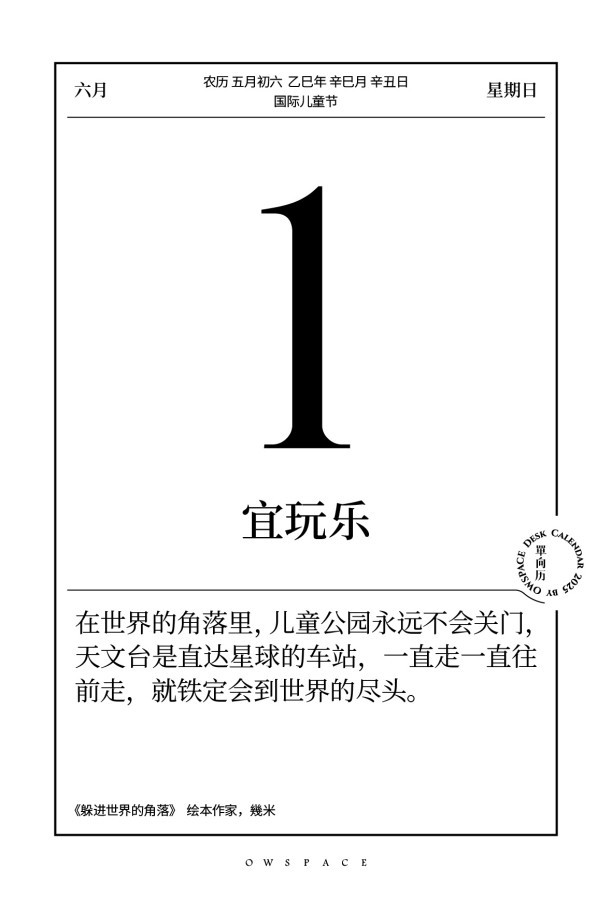 六月
农历 五月初六 乙巳年 辛巳月 辛丑日
国际儿童节
星期日
1
宜玩乐
單向历
OWSPACE DESK CALENDAR 2025 BY
在世界的角落里，儿童公园永远不会关门，
天文台是直达星球的车站，一直走一直往
前走，就铁定会到世界的尽头。
《躲进世界的角落》 绘本作家，幾米
OWSPACE